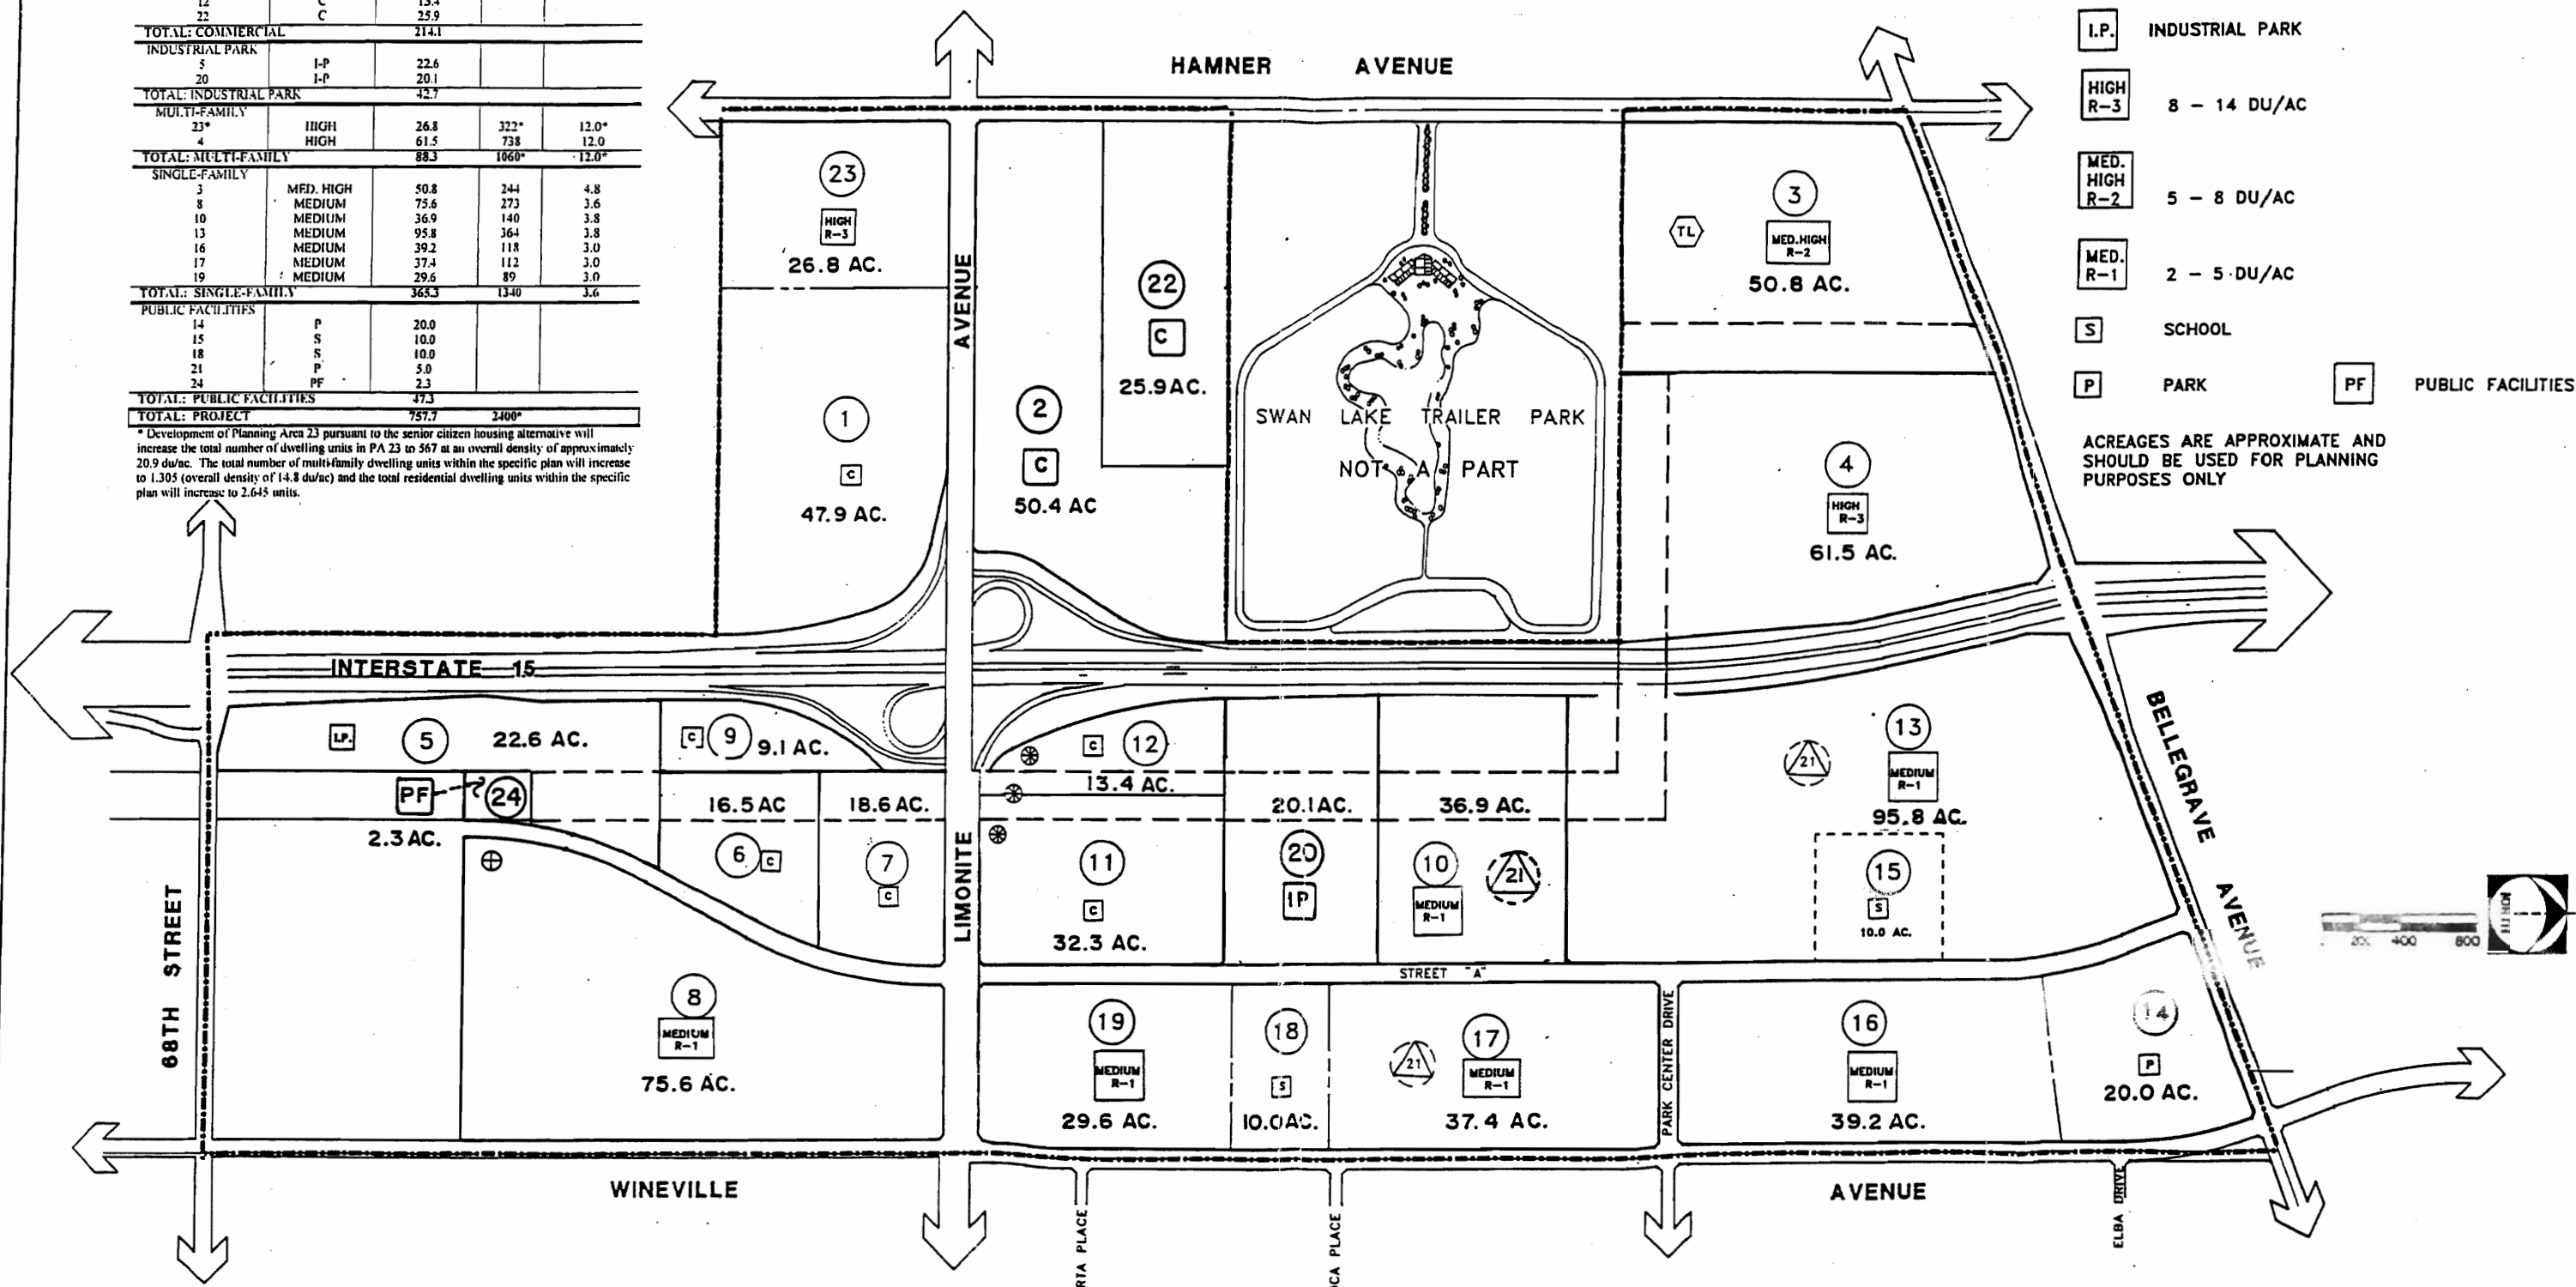 12 C 13.4
22 C 25.9
TOTAL: COMMERCIAL 214.1
INDUSTRIAL PARK
5 I-P 22.6
20 I-P 20.1
TOTAL: INDUSTRIAL PARK 42.7
MULTI-FAMILY
23* HIGH 26.8 322* 12.0*
4 HIGH 61.5 738 12.0
TOTAL: MULTI-FAMILY 88.3 1060* 12.0*
SINGLE-FAMILY
3 MED. HIGH 50.8 244 4.8
8 MEDIUM 75.6 273 3.6
10 MEDIUM 36.9 140 3.8
13 MEDIUM 95.8 364 3.8
16 MEDIUM 39.2 118 3.0
17 MEDIUM 37.4 112 3.0
19 MEDIUM 29.6 89 3.0
TOTAL: SINGLE-FAMILY 365.3 1340 3.6
PUBLIC FACILITIES
14 P 20.0
15 S 10.0
18 S 10.0
21 P 5.0
24 PF 2.3
TOTAL: PUBLIC FACILITIES 47.3
TOTAL: PROJECT 757.7 2400*
* Development of Planning Area 23 pursuant to the senior citizen housing alternative will
increase the total number of dwelling units in PA 23 to 567 at an overall density of approximately
20.9 du/ac. The total number of multi-family dwelling units within the specific plan will increase
to 1.305 (overall density of 14.8 du/ac) and the total residential dwelling units within the specific
plan will increase to 2.645 units.
HAMNER AVENUE
I.P. INDUSTRIAL PARK
HIGH
R-3 8 - 14 DU/AC
MED.
HIGH
R-2 5 - 8 DU/AC
MED.
R-1 2 - 5 DU/AC
S SCHOOL
P PARK
PF PUBLIC FACILITIES
ACREAGES ARE APPROXIMATE AND
SHOULD BE USED FOR PLANNING
PURPOSES ONLY
23
HIGH
R-3
26.8 AC.
1
C
47.9 AC.
LIMONITE AVENUE
2
C
50.4 AC
22
C
25.9 AC.
SWAN LAKE TRAILER PARK
NOT A PART
TL
3
MED.HIGH
R-2
50.8 AC.
4
HIGH
R-3
61.5 AC.
INTERSTATE 15
I.P. 5 22.6 AC.
C 9 9.1 AC.
C 12
13.4 AC.
PF 24
2.3 AC.
16.5 AC
6 C
18.6 AC.
7
C
11
C
32.3 AC.
20.1 AC.
20
IP
36.9 AC.
10
MEDIUM
R-1
21
21
13
MEDIUM
R-1
95.8 AC.
15
S
10.0 AC.
BELLEGRAVE AVENUE
NORTH
200 400 800
68TH STREET
8
MEDIUM
R-1
75.6 AC.
STREET "A"
19
MEDIUM
R-1
29.6 AC.
18
S
10.0 AC.
21
17
MEDIUM
R-1
37.4 AC.
PARK CENTER DRIVE
16
MEDIUM
R-1
39.2 AC.
14
P
20.0 AC.
WINEVILLE AVENUE
RTA PLACE
OCA PLACE
ELBA DRIVE